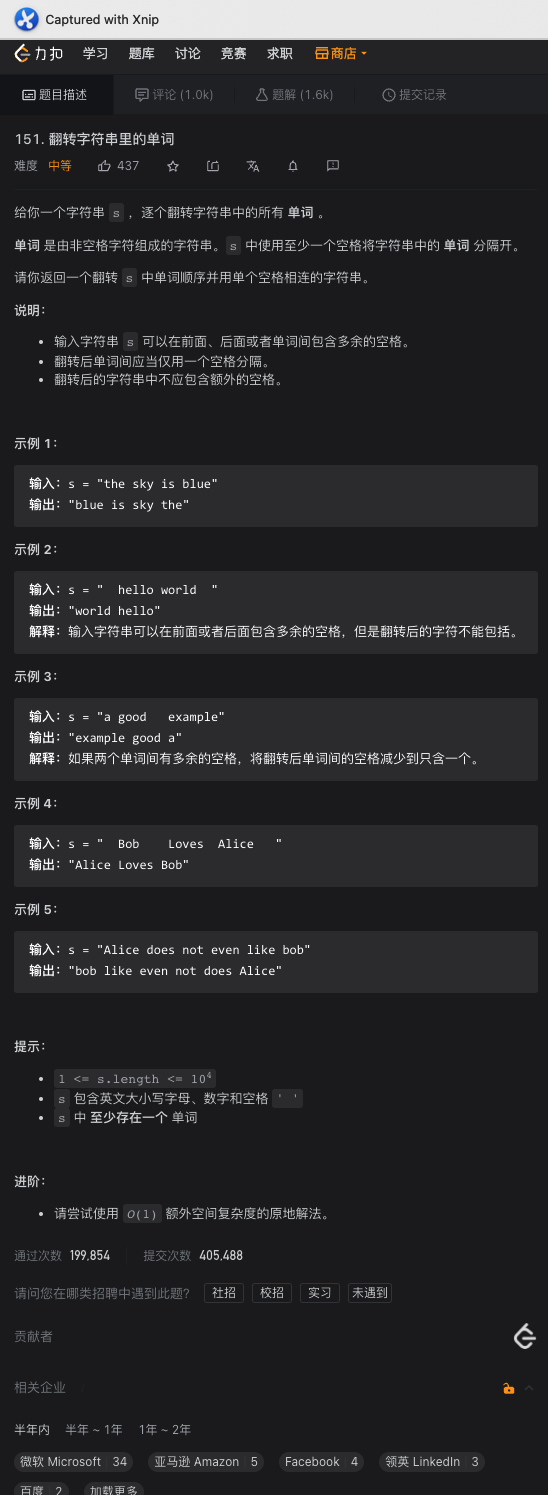 Captured with Xnip
力扣 学习 题库 讨论 竞赛 求职 商店
题目描述 评论 (1.0k) 题解 (1.6k) 提交记录
151. 翻转字符串里的单词
难度 中等 437
给你一个字符串 s ，逐个翻转字符串中的所有 单词 。
单词 是由非空格字符组成的字符串。s 中使用至少一个空格将字符串中的 单词 分隔开。
请你返回一个翻转 s 中单词顺序并用单个空格相连的字符串。
说明：
• 输入字符串 s 可以在前面、后面或者单词间包含多余的空格。
• 翻转后单词间应当仅用一个空格分隔。
• 翻转后的字符串中不应包含额外的空格。
示例 1：
输入：s = "the sky is blue"
输出："blue is sky the"
示例 2：
输入：s = "  hello world  "
输出："world hello"
解释：输入字符串可以在前面或者后面包含多余的空格，但是翻转后的字符不能包括。
示例 3：
输入：s = "a good   example"
输出："example good a"
解释：如果两个单词间有多余的空格，将翻转后单词间的空格减少到只含一个。
示例 4：
输入：s = "  Bob    Loves  Alice   "
输出："Alice Loves Bob"
示例 5：
输入：s = "Alice does not even like bob"
输出："bob like even not does Alice"
提示：
• 1 <= s.length <= 10⁴
• s 包含英文大小写字母、数字和空格 ' '
• s 中 至少存在一个 单词
进阶：
• 请尝试使用 O(1) 额外空间复杂度的原地解法。
通过次数 199,854 提交次数 405,488
请问您在哪类招聘中遇到此题？ 社招 校招 实习 未遇到
贡献者
相关企业
半年内 半年 ~ 1年 1年 ~ 2年
微软 Microsoft 34 亚马逊 Amazon 5 Facebook 4 领英 LinkedIn 3
百度 2 加载更多